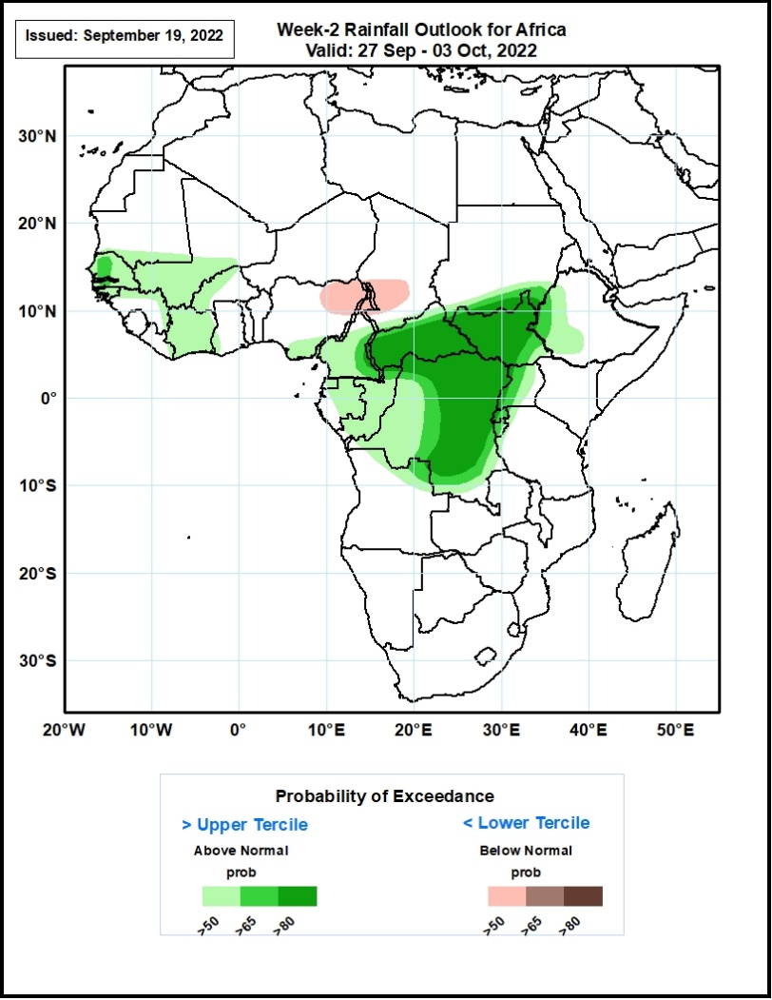 Issued: September 19, 2022
Week-2 Rainfall Outlook for Africa
Valid: 27 Sep - 03 Oct, 2022
30°N
20°N
10°N
0°
10°S
20°S
30°S
20°W 10°W 0° 10°E 20°E 30°E 40°E 50°E
Probability of Exceedance
> Upper Tercile < Lower Tercile
Above Normal Below Normal
prob prob
>50 >65 >80 >50 >65 >80